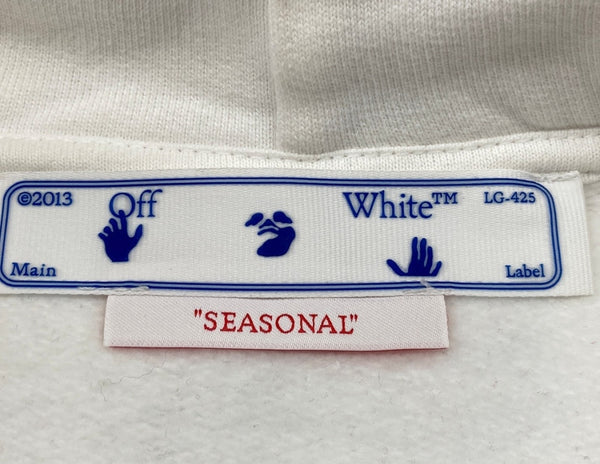 ©2013 Off White™ LG-425
Main Label
"SEASONAL"